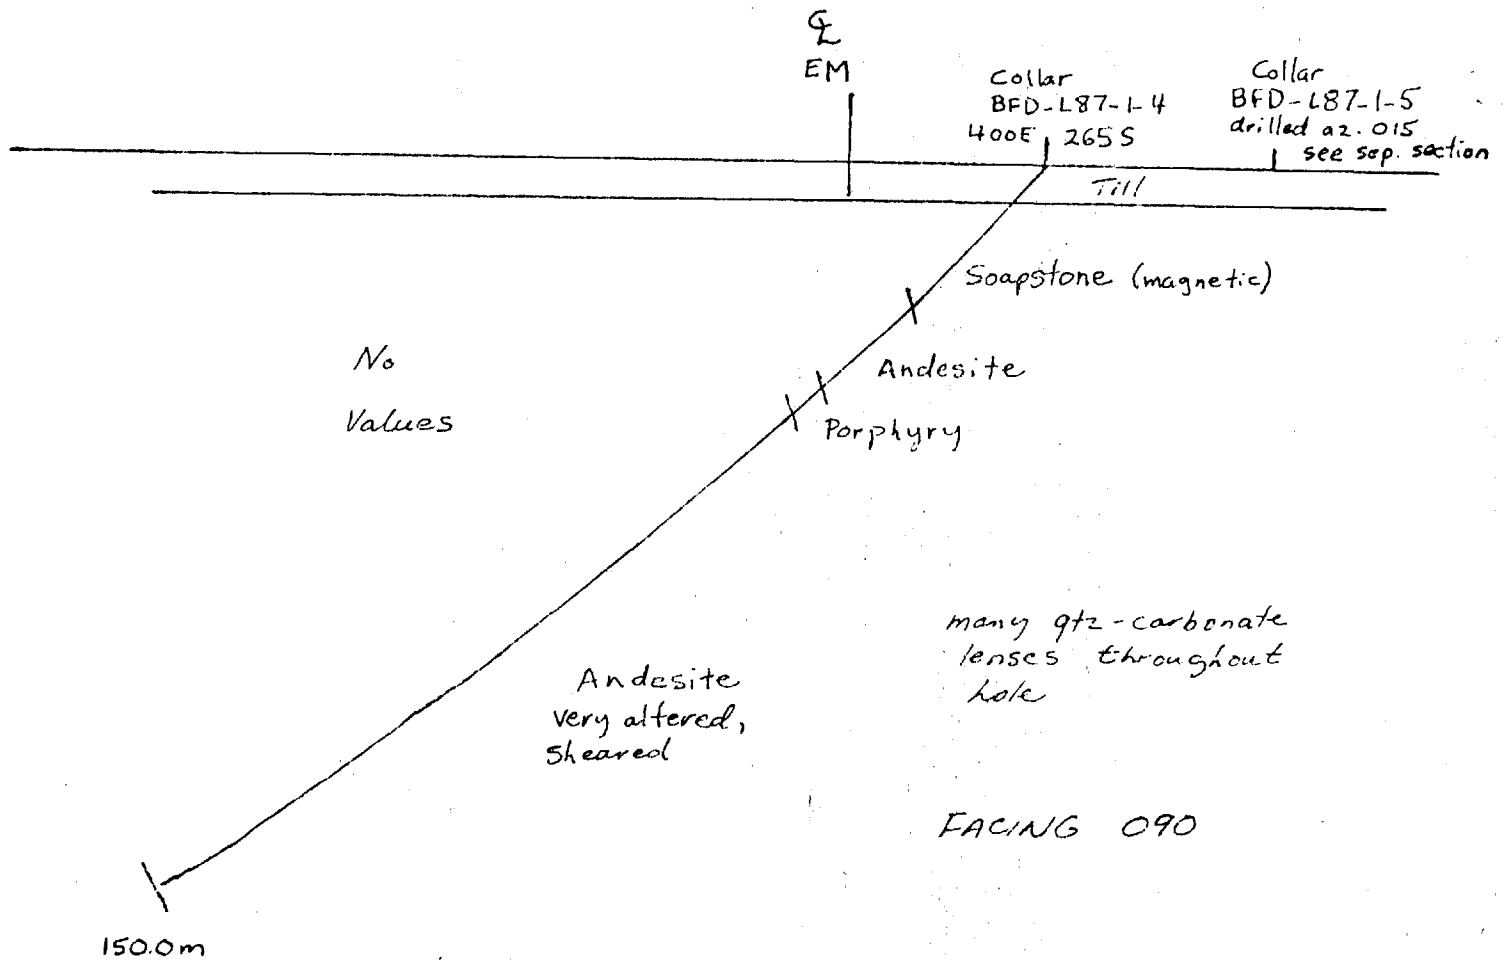 ℄
EM
Collar
BFD-L87-1-4
400E 265S
Collar
BFD-L87-1-5
drilled az. 015
see sep. section
Till
Soapstone (magnetic)
Andesite
Porphyry
No
Values
many qtz-carbonate
lenses throughout
hole
Andesite
very altered,
sheared
FACING 090
150.0m